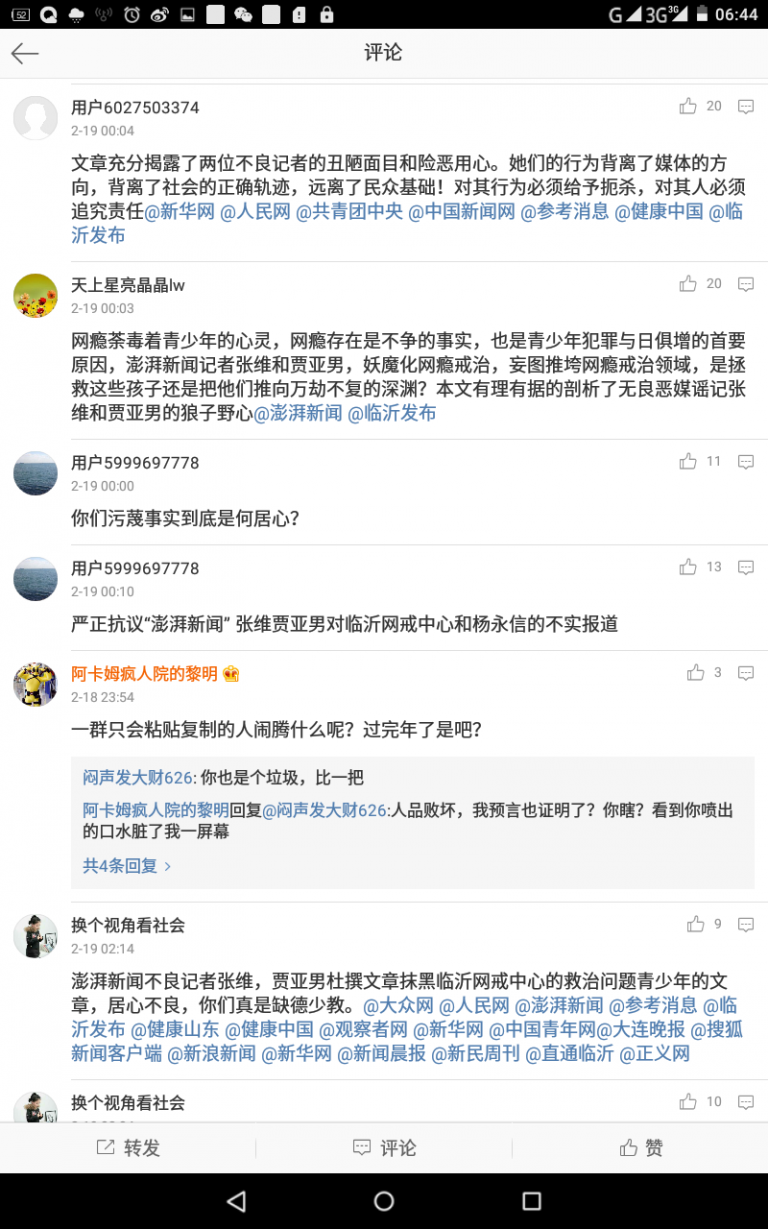 52
G 3G 3G 06:44
评论
用户6027503374
20
2-19 00:04
文章充分揭露了两位不良记者的丑陋面目和险恶用心。她们的行为背离了媒体的方
向，背离了社会的正确轨迹，远离了民众基础！对其行为必须给予扼杀，对其人必须
追究责任@新华网 @人民网 @共青团中央 @中国新闻网 @参考消息 @健康中国 @临
沂发布
天上星亮晶晶lw
20
2-19 00:03
网瘾荼毒着青少年的心灵，网瘾存在是不争的事实，也是青少年犯罪与日俱增的首要
原因，澎湃新闻记者张维和贾亚男，妖魔化网瘾戒治，妄图推垮网瘾戒治领域，是拯
救这些孩子还是把他们推向万劫不复的深渊？本文有理有据的剖析了无良恶媒谣记张
维和贾亚男的狼子野心@澎湃新闻 @临沂发布
用户5999697778
11
2-19 00:00
你们污蔑事实到底是何居心？
用户5999697778
13
2-19 00:10
严正抗议“澎湃新闻” 张维贾亚男对临沂网戒中心和杨永信的不实报道
阿卡姆疯人院的黎明
3
2-18 23:54
一群只会粘贴复制的人闹腾什么呢？过完年了是吧？
闷声发大财626: 你也是个垃圾，比一把
阿卡姆疯人院的黎明回复@闷声发大财626:人品败坏，我预言也证明了？你瞎？看到你喷出
的口水脏了我一屏幕
共4条回复 >
换个视角看社会
9
2-19 02:14
澎湃新闻不良记者张维，贾亚男杜撰文章抹黑临沂网戒中心的救治问题青少年的文
章，居心不良，你们真是缺德少教。@大众网 @人民网 @澎湃新闻 @参考消息 @临
沂发布 @健康山东 @健康中国 @观察者网 @新华网 @中国青年网@大连晚报 @搜狐
新闻客户端 @新浪新闻 @新华网 @新闻晨报 @新民周刊 @直通临沂 @正义网
换个视角看社会
10
转发
评论
赞